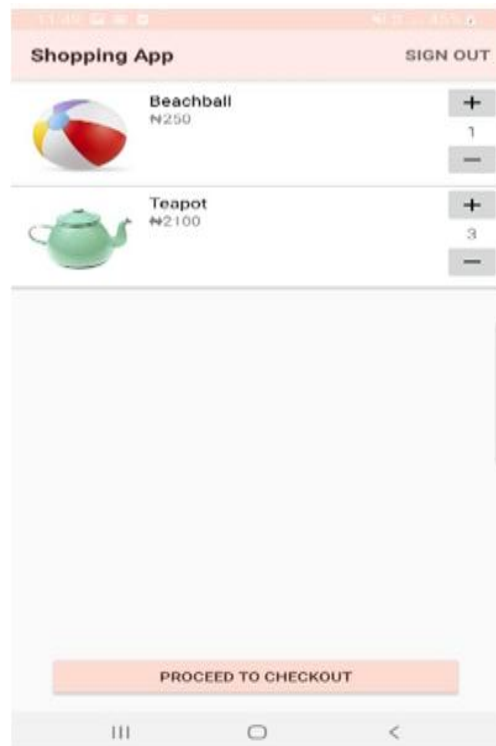 Shopping App SIGN OUT
Beachball
₦250
+
1
−
Teapot
₦2100
+
3
−
PROCEED TO CHECKOUT